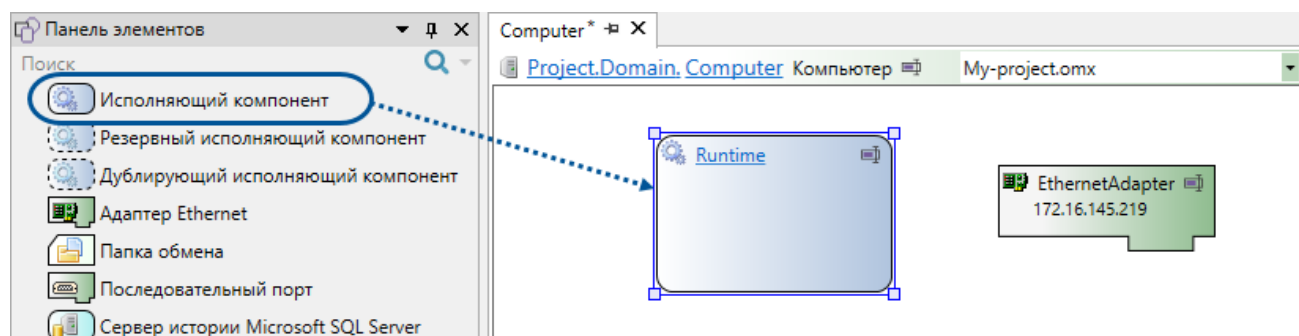 Панель элементов
Поиск
Исполняющий компонент
Резервный исполняющий компонент
Дублирующий исполняющий компонент
Адаптер Ethernet
Папка обмена
Последовательный порт
Сервер истории Microsoft SQL Server
Computer*
Project.Domain. Computer Компьютер My-project.omx
Runtime
EthernetAdapter
172.16.145.219